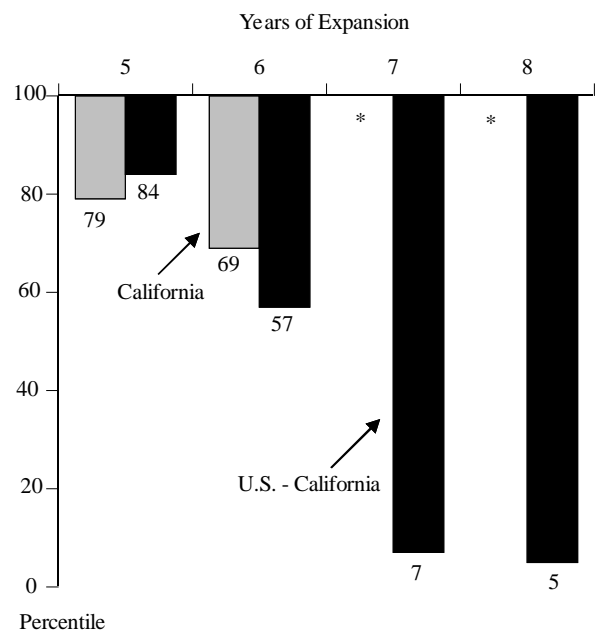 Years of Expansion
5 6 7 8
100
80
60
40
20
0
* *
79 84
69
57
7
5
California
U.S. - California
Percentile